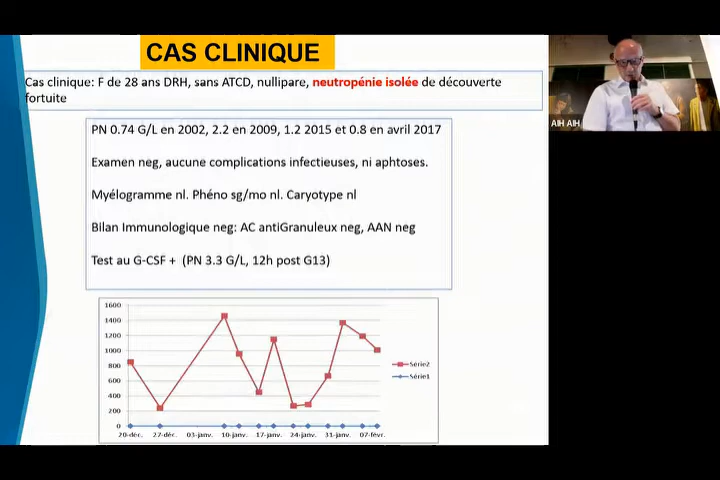 CAS CLINIQUE
Cas clinique: F de 28 ans DRH, sans ATCD, nullipare, neutropénie isolée de découverte
fortuite
PN 0.74 G/L en 2002, 2.2 en 2009, 1.2 2015 et 0.8 en avril 2017
Examen neg, aucune complications infectieuses, ni aphtoses.
Myélogramme nl. Phéno sg/mo nl. Caryotype nl
Bilan Immunologique neg: AC antiGranuleux neg, AAN neg
Test au G-CSF + (PN 3.3 G/L, 12h post G13)
1600
1400
1200
1000
800
600
400
200
0
20-déc. 27-déc. 03-janv. 10-janv. 17-janv. 24-janv. 31-janv. 07-févr.
Série2
Série1
AIH AIH